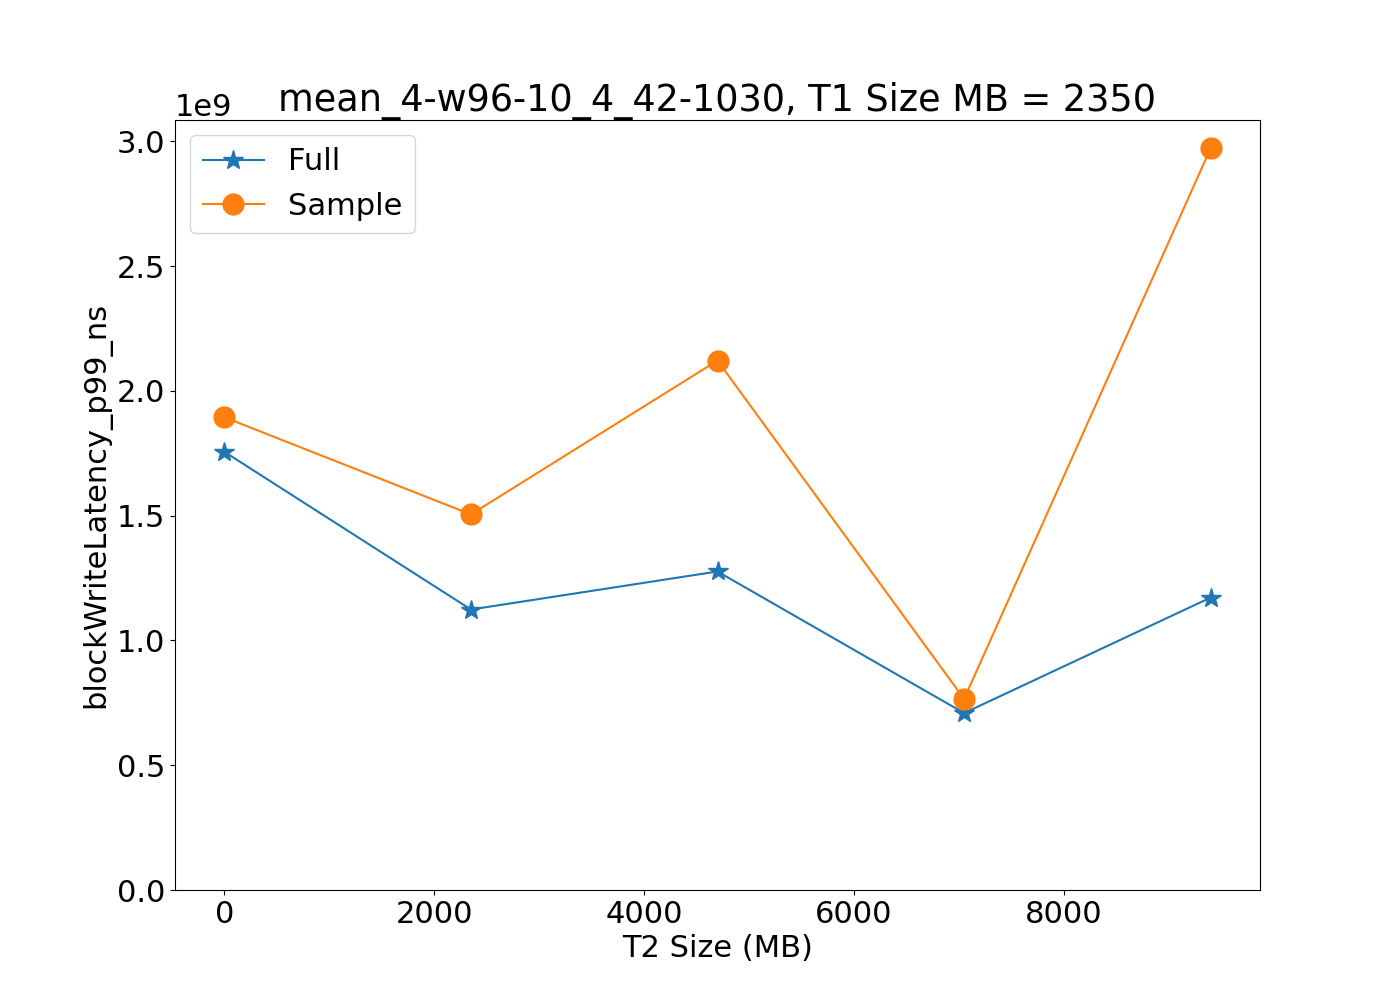 mean_4-w96-10_4_42-1030, T1 Size MB = 2350
1e9
Full
Sample
3.0
2.5
2.0
1.5
1.0
0.5
0.0
blockWriteLatency_p99_ns
0 2000 4000 6000 8000
T2 Size (MB)